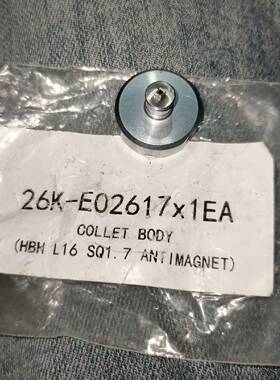 26K-E02617x1EA
COLLET BODY
(HBH L16 SQ1.7 ANTIMAGNET)